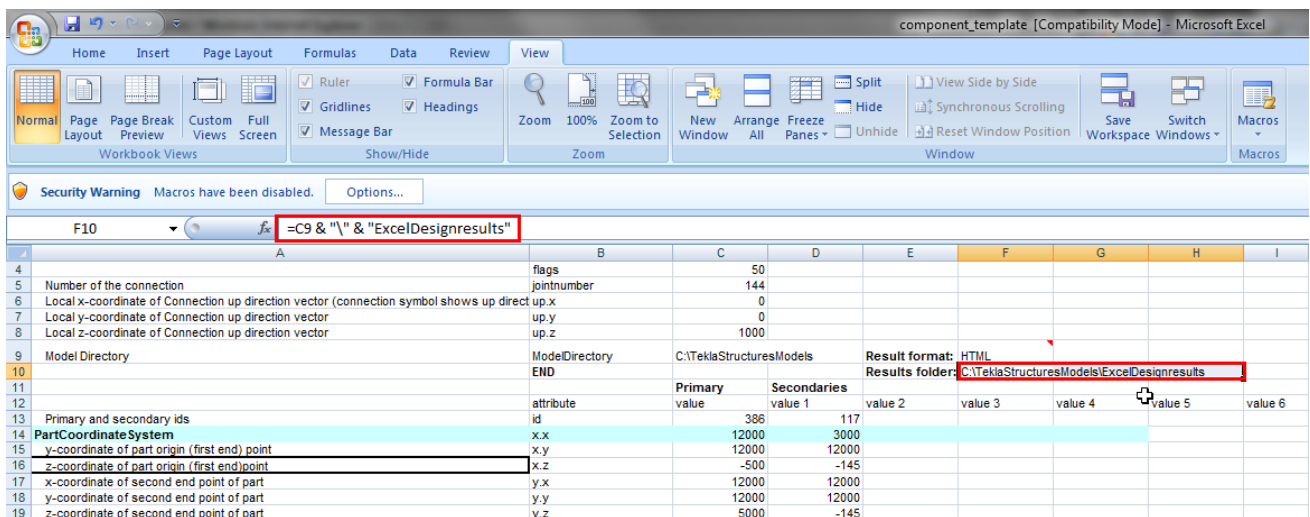 component_template [Compatibility Mode] - Microsoft Excel
Home Insert Page Layout Formulas Data Review View
Normal Page Layout Page Break Preview Custom Views Full Screen
Workbook Views
Ruler Formula Bar
Gridlines Headings
Message Bar
Show/Hide
Zoom 100% Zoom to Selection
Zoom
New Window Arrange All Freeze Panes Split Hide Unhide
View Side by Side
Synchronous Scrolling
Reset Window Position
Save Workspace Switch Windows
Window
Macros
Macros
Security Warning Macros have been disabled. Options...
F10 fx =C9 & "\" & "ExcelDesignresults"
A B C D E F G H I
4 flags 50
5 Number of the connection jointnumber 144
6 Local x-coordinate of Connection up direction vector (connection symbol shows up direct up.x 0
7 Local y-coordinate of Connection up direction vector up.y 0
8 Local z-coordinate of Connection up direction vector up.z 1000
9 Model Directory ModelDirectory C:\TeklaStructuresModels Result format: HTML
10 END Results folder: C:\TeklaStructuresModels\ExcelDesignresults
11 Primary Secondaries
12 attribute value value 1 value 2 value 3 value 4 value 5 value 6
13 Primary and secondary ids id 386 117
14 PartCoordinateSystem x.x 12000 3000
15 y-coordinate of part origin (first end) point x.y 12000 12000
16 z-coordinate of part origin (first end)point x.z -500 -145
17 x-coordinate of second end point of part y.x 12000 12000
18 y-coordinate of second end point of part y.y 12000 12000
19 z-coordinate of second end point of part y.z 5000 -145